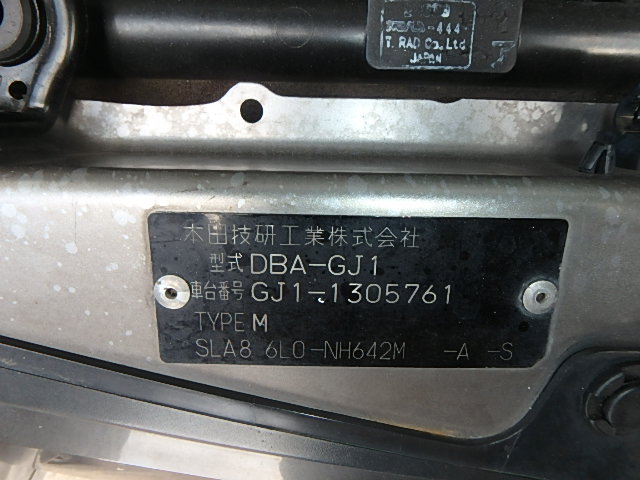 -444-
T. RAD Co., Ltd
JAPAN
本田技研工業株式会社
型式 DBA-GJ1
車台番号 GJ1-1305761
TYPE M
SLA8 6L0-NH642M -A -S